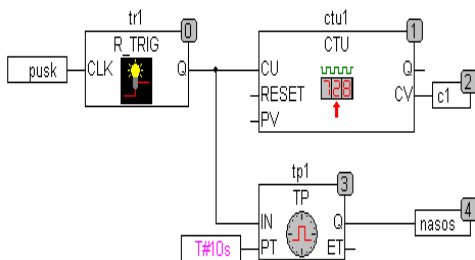 tr1
0
R_TRIG
pusk
CLK
Q
ctu1
1
CTU
CU
Q
RESET
CV
PV
728
2
c1
tp1
3
TP
IN
Q
T#10s
PT
ET
4
nasos